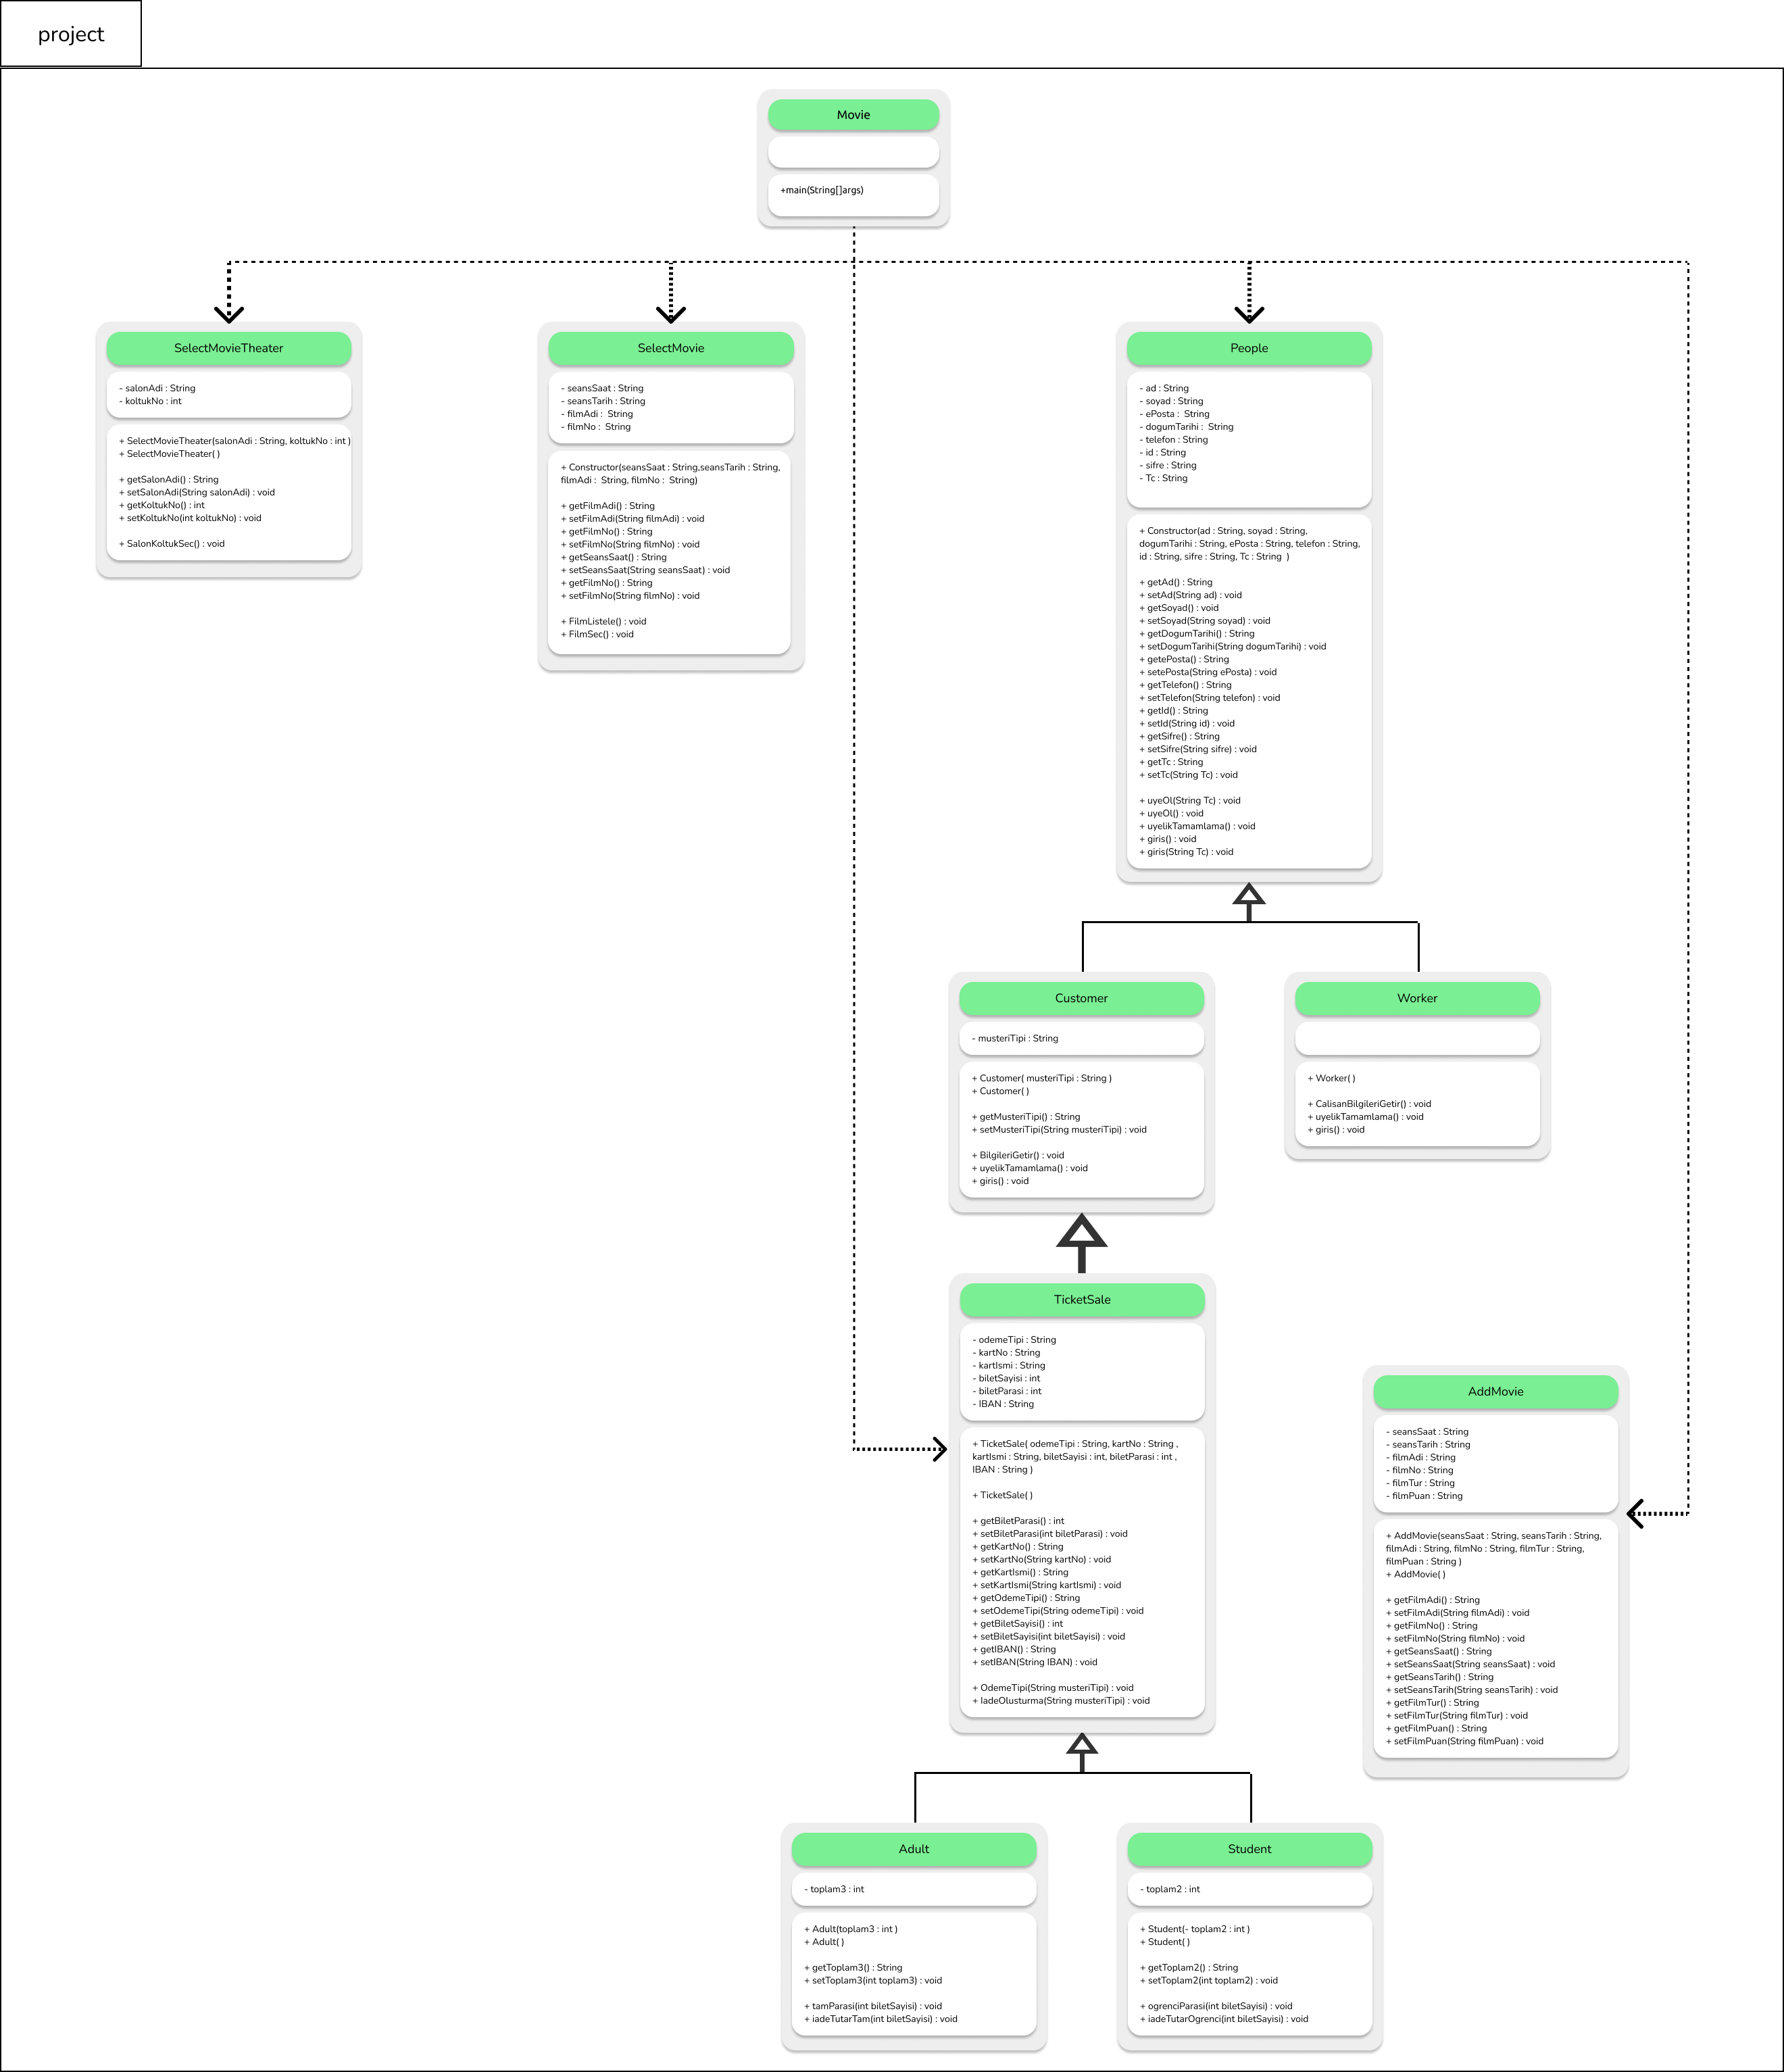 project
Movie
+main(String[]args)
SelectMovieTheater
- salonAdi : String
- koltukNo : int
+ SelectMovieTheater(salonAdi : String, koltukNo : int )
+ SelectMovieTheater( )
+ getSalonAdi() : String
+ setSalonAdi(String salonAdi) : void
+ getKoltukNo() : int
+ setKoltukNo(int koltukNo) : void
+ SalonKoltukSec() : void
SelectMovie
- seansSaat : String
- seansTarih : String
- filmAdi :  String
- filmNo :  String
+ Constructor(seansSaat : String,seansTarih : String,
filmAdi :  String, filmNo :  String)
+ getFilmAdi() : String
+ setFilmAdi(String filmAdi) : void
+ getFilmNo() : String
+ setFilmNo(String filmNo) : void
+ getSeansSaat() : String
+ setSeansSaat(String seansSaat) : void
+ getFilmNo() : String
+ setFilmNo(String filmNo) : void
+ FilmListele() : void
+ FilmSec() : void
People
- ad : String
- soyad : String
- ePosta :  String
- dogumTarihi :  String
- telefon : String
- id : String
- sifre : String
- Tc : String
+ Constructor(ad : String, soyad : String,
dogumTarihi : String, ePosta : String, telefon : String,
id : String, sifre : String, Tc : String  )
+ getAd() : String
+ setAd(String ad) : void
+ getSoyad() : void
+ setSoyad(String soyad) : void
+ getDogumTarihi() : String
+ setDogumTarihi(String dogumTarihi) : void
+ getePosta() : String
+ setePosta(String ePosta) : void
+ getTelefon() : String
+ setTelefon(String telefon) : void
+ getId() : String
+ setId(String id) : void
+ getSifre() : String
+ setSifre(String sifre) : void
+ getTc : String
+ setTc(String Tc) : void
+ uyeOl(String Tc) : void
+ uyeOl() : void
+ uyelikTamamlama() : void
+ giris() : void
+ giris(String Tc) : void
Customer
- musteriTipi : String
+ Customer( musteriTipi : String )
+ Customer( )
+ getMusteriTipi() : String
+ setMusteriTipi(String musteriTipi) : void
+ BilgileriGetir() : void
+ uyelikTamamlama() : void
+ giris() : void
Worker
+ Worker( )
+ CalisanBilgileriGetir() : void
+ uyelikTamamlama() : void
+ giris() : void
TicketSale
- odemeTipi : String
- kartNo : String
- kartIsmi : String
- biletSayisi : int
- biletParasi : int
- IBAN : String
+ TicketSale( odemeTipi : String, kartNo : String ,
kartIsmi : String, biletSayisi : int, biletParasi : int ,
IBAN : String )
+ TicketSale( )
+ getBiletParasi() : int
+ setBiletParasi(int biletParasi) : void
+ getKartNo() : String
+ setKartNo(String kartNo) : void
+ getKartIsmi() : String
+ setKartIsmi(String kartIsmi) : void
+ getOdemeTipi() : String
+ setOdemeTipi(String odemeTipi) : void
+ getBiletSayisi() : int
+ setBiletSayisi(int biletSayisi) : void
+ getIBAN() : String
+ setIBAN(String IBAN) : void
+ OdemeTipi(String musteriTipi) : void
+ IadeOlusturma(String musteriTipi) : void
AddMovie
- seansSaat : String
- seansTarih : String
- filmAdi : String
- filmNo : String
- filmTur : String
- filmPuan : String
+ AddMovie(seansSaat : String, seansTarih : String,
filmAdi : String, filmNo : String, filmTur : String,
filmPuan : String )
+ AddMovie( )
+ getFilmAdi() : String
+ setFilmAdi(String filmAdi) : void
+ getFilmNo() : String
+ setFilmNo(String filmNo) : void
+ getSeansSaat() : String
+ setSeansSaat(String seansSaat) : void
+ getSeansTarih() : String
+ setSeansTarih(String seansTarih) : void
+ getFilmTur() : String
+ setFilmTur(String filmTur) : void
+ getFilmPuan() : String
+ setFilmPuan(String filmPuan) : void
Adult
- toplam3 : int
+ Adult(toplam3 : int )
+ Adult( )
+ getToplam3() : String
+ setToplam3(int toplam3) : void
+ tamParasi(int biletSayisi) : void
+ iadeTutarTam(int biletSayisi) : void
Student
- toplam2 : int
+ Student(- toplam2 : int )
+ Student( )
+ getToplam2() : String
+ setToplam2(int toplam2) : void
+ ogrenciParasi(int biletSayisi) : void
+ iadeTutarOgrenci(int biletSayisi) : void